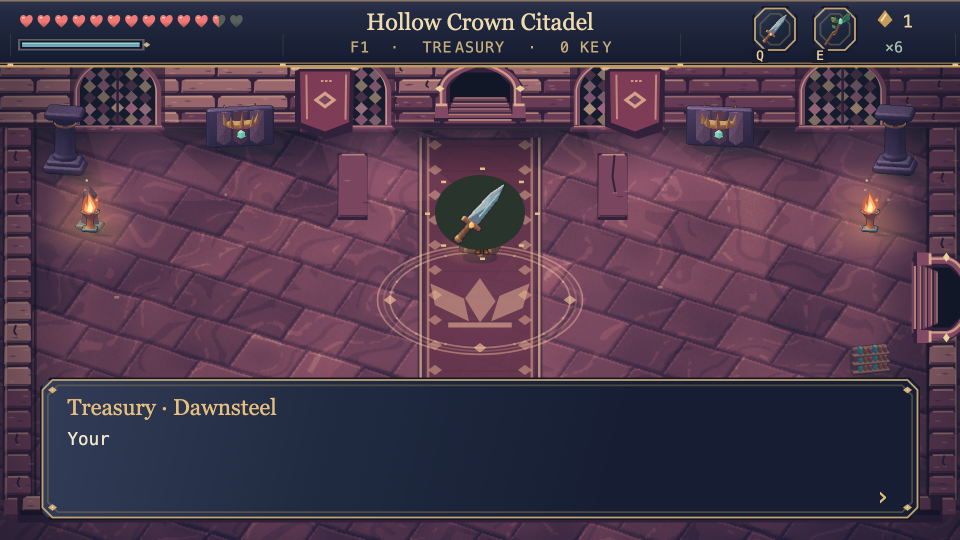 Hollow Crown Citadel
F1 · TREASURY · 0 KEY
Q
E
1
×6
Treasury · Dawnsteel
Your